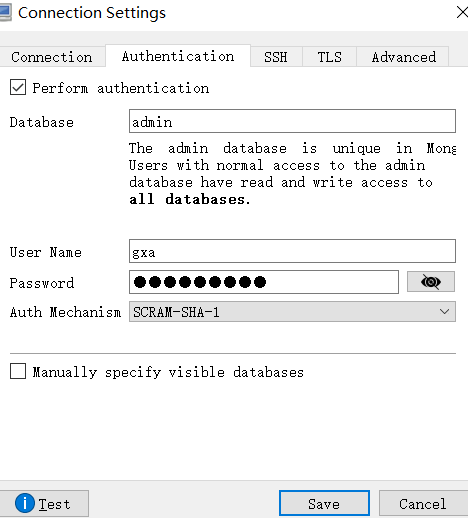 Connection Settings
Connection Authentication SSH TLS Advanced
Perform authentication
Database admin
The admin database is unique in Mong
Users with normal access to the admin
database have read and write access to
all databases.
User Name gxa
Password ●●●●●●●●●
Auth Mechanism SCRAM-SHA-1
Manually specify visible databases
Test Save Cancel